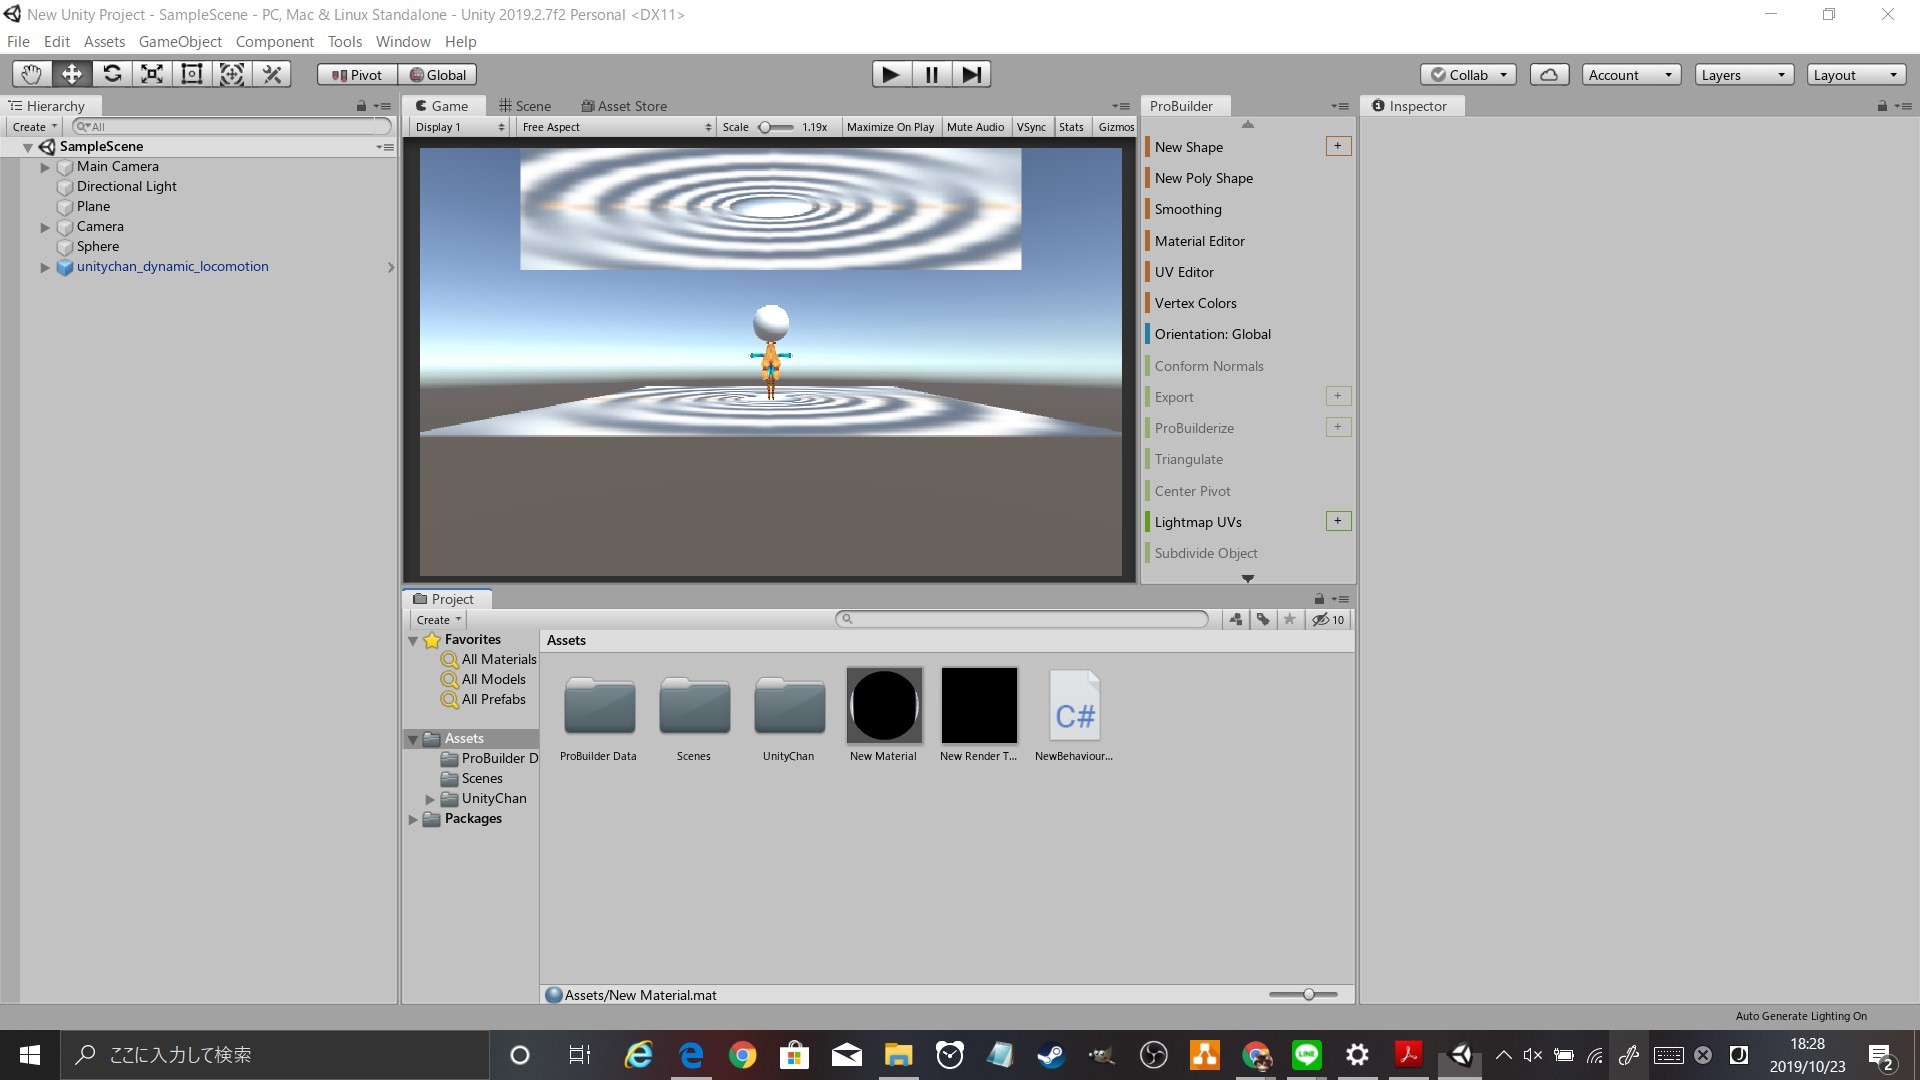 New Unity Project - SampleScene - PC, Mac & Linux Standalone - Unity 2019.2.7f2 Personal <DX11>
File Edit Assets GameObject Component Tools Window Help
Pivot Global
Collab Account Layers Layout
Hierarchy
Create All
SampleScene
Main Camera
Directional Light
Plane
Camera
Sphere
unitychan_dynamic_locomotion
Game Scene Asset Store
Display 1 Free Aspect Scale 1.19x Maximize On Play Mute Audio VSync Stats Gizmos
ProBuilder
New Shape +
New Poly Shape
Smoothing
Material Editor
UV Editor
Vertex Colors
Orientation: Global
Conform Normals
Export +
ProBuilderize +
Triangulate
Center Pivot
Lightmap UVs +
Subdivide Object
Inspector
Project
Create
10
Favorites
All Materials
All Models
All Prefabs
Assets
ProBuilder D
Scenes
UnityChan
Packages
Assets
C#
ProBuilder Data Scenes UnityChan New Material New Render T... NewBehaviour...
Assets/New Material.mat
Auto Generate Lighting On
ここに入力して検索
LINE
18:28
2019/10/23
2